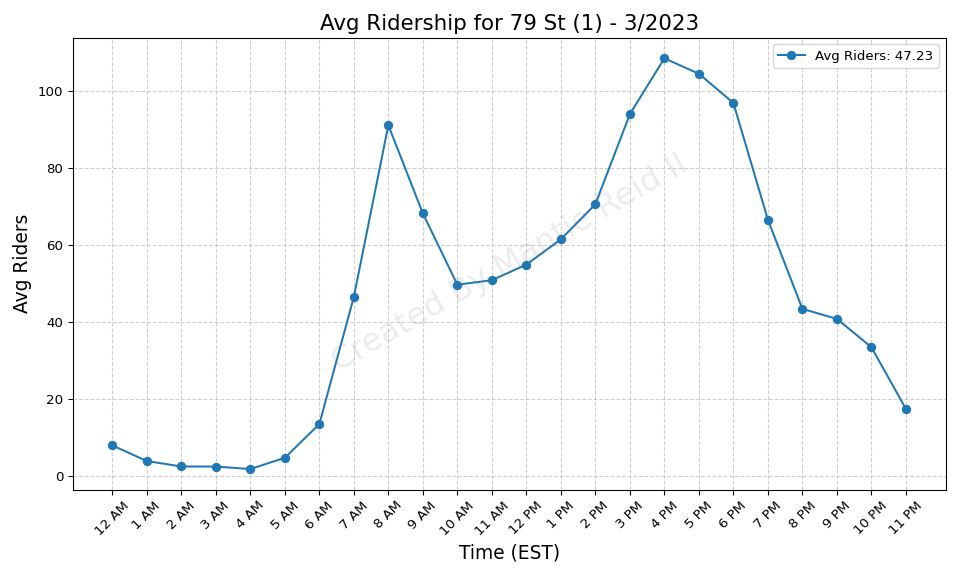 Avg Ridership for 79 St (1) - 3/2023
Avg Riders: 47.23
Avg Riders
100
80
60
40
20
0
Created By Mantic Reid II
12 AM
1 AM
2 AM
3 AM
4 AM
5 AM
6 AM
7 AM
8 AM
9 AM
10 AM
11 AM
12 PM
1 PM
2 PM
3 PM
4 PM
5 PM
6 PM
7 PM
8 PM
9 PM
10 PM
11 PM
Time (EST)